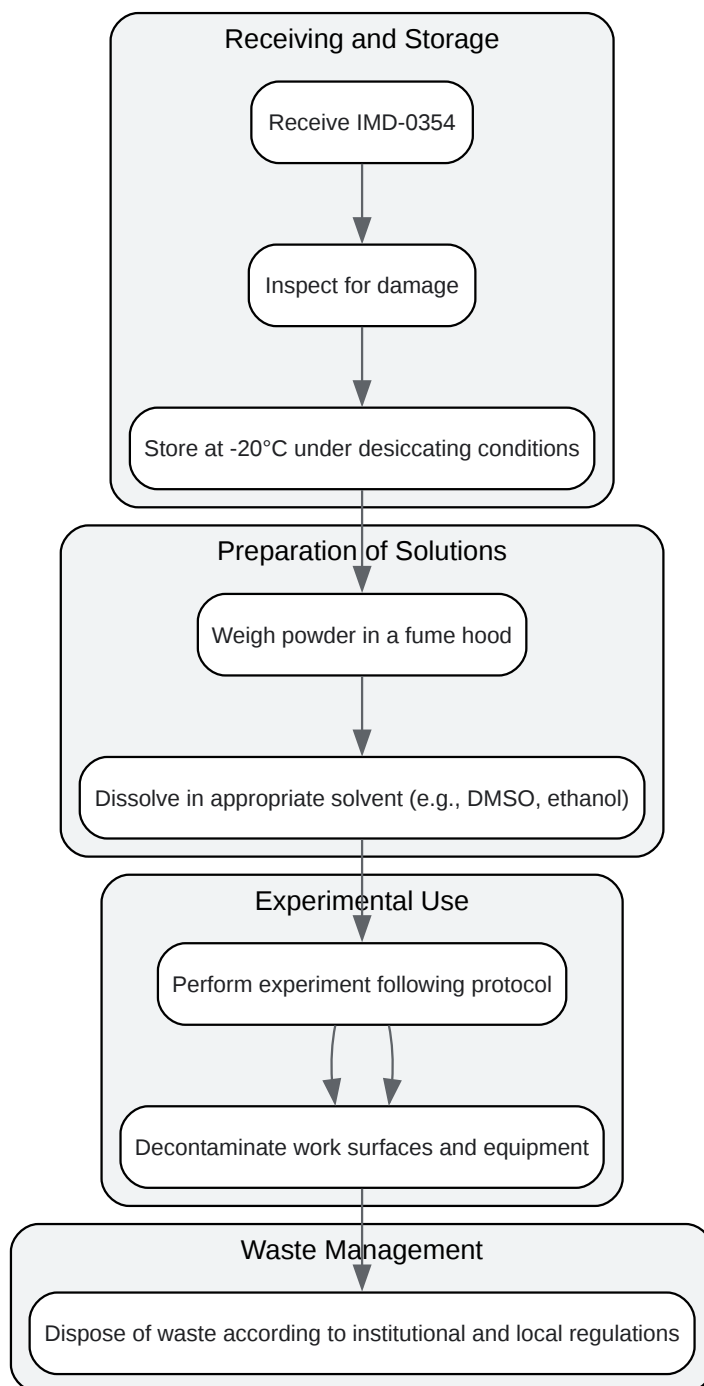 Receiving and Storage
Receive IMD-0354
Inspect for damage
Store at -20°C under desiccating conditions
Preparation of Solutions
Weigh powder in a fume hood
Dissolve in appropriate solvent (e.g., DMSO, ethanol)
Experimental Use
Perform experiment following protocol
Decontaminate work surfaces and equipment
Waste Management
Dispose of waste according to institutional and local regulations